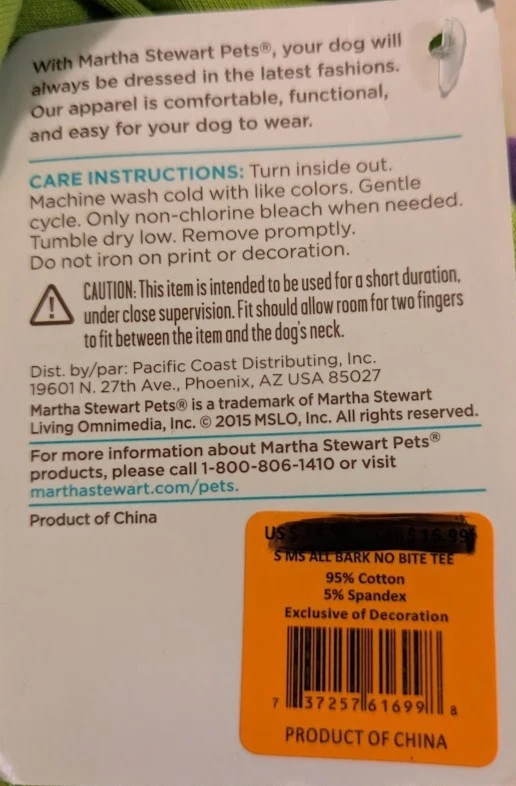 With Martha Stewart Pets®, your dog will
always be dressed in the latest fashions.
Our apparel is comfortable, functional,
and easy for your dog to wear.
CARE INSTRUCTIONS: Turn inside out.
Machine wash cold with like colors. Gentle
cycle. Only non-chlorine bleach when needed.
Tumble dry low. Remove promptly.
Do not iron on print or decoration.
CAUTION: This item is intended to be used for a short duration,
under close supervision. Fit should allow room for two fingers
to fit between the item and the dog's neck.
Dist. by/par: Pacific Coast Distributing, Inc.
19601 N. 27th Ave., Phoenix, AZ USA 85027
Martha Stewart Pets® is a trademark of Martha Stewart
Living Omnimedia, Inc. © 2015 MSLO, Inc. All rights reserved.
For more information about Martha Stewart Pets®
products, please call 1-800-806-1410 or visit
marthastewart.com/pets.
Product of China
US $
S MS ALL BARK NO BITE TEE
95% Cotton
5% Spandex
Exclusive of Decoration
7 37257 61699 8
PRODUCT OF CHINA